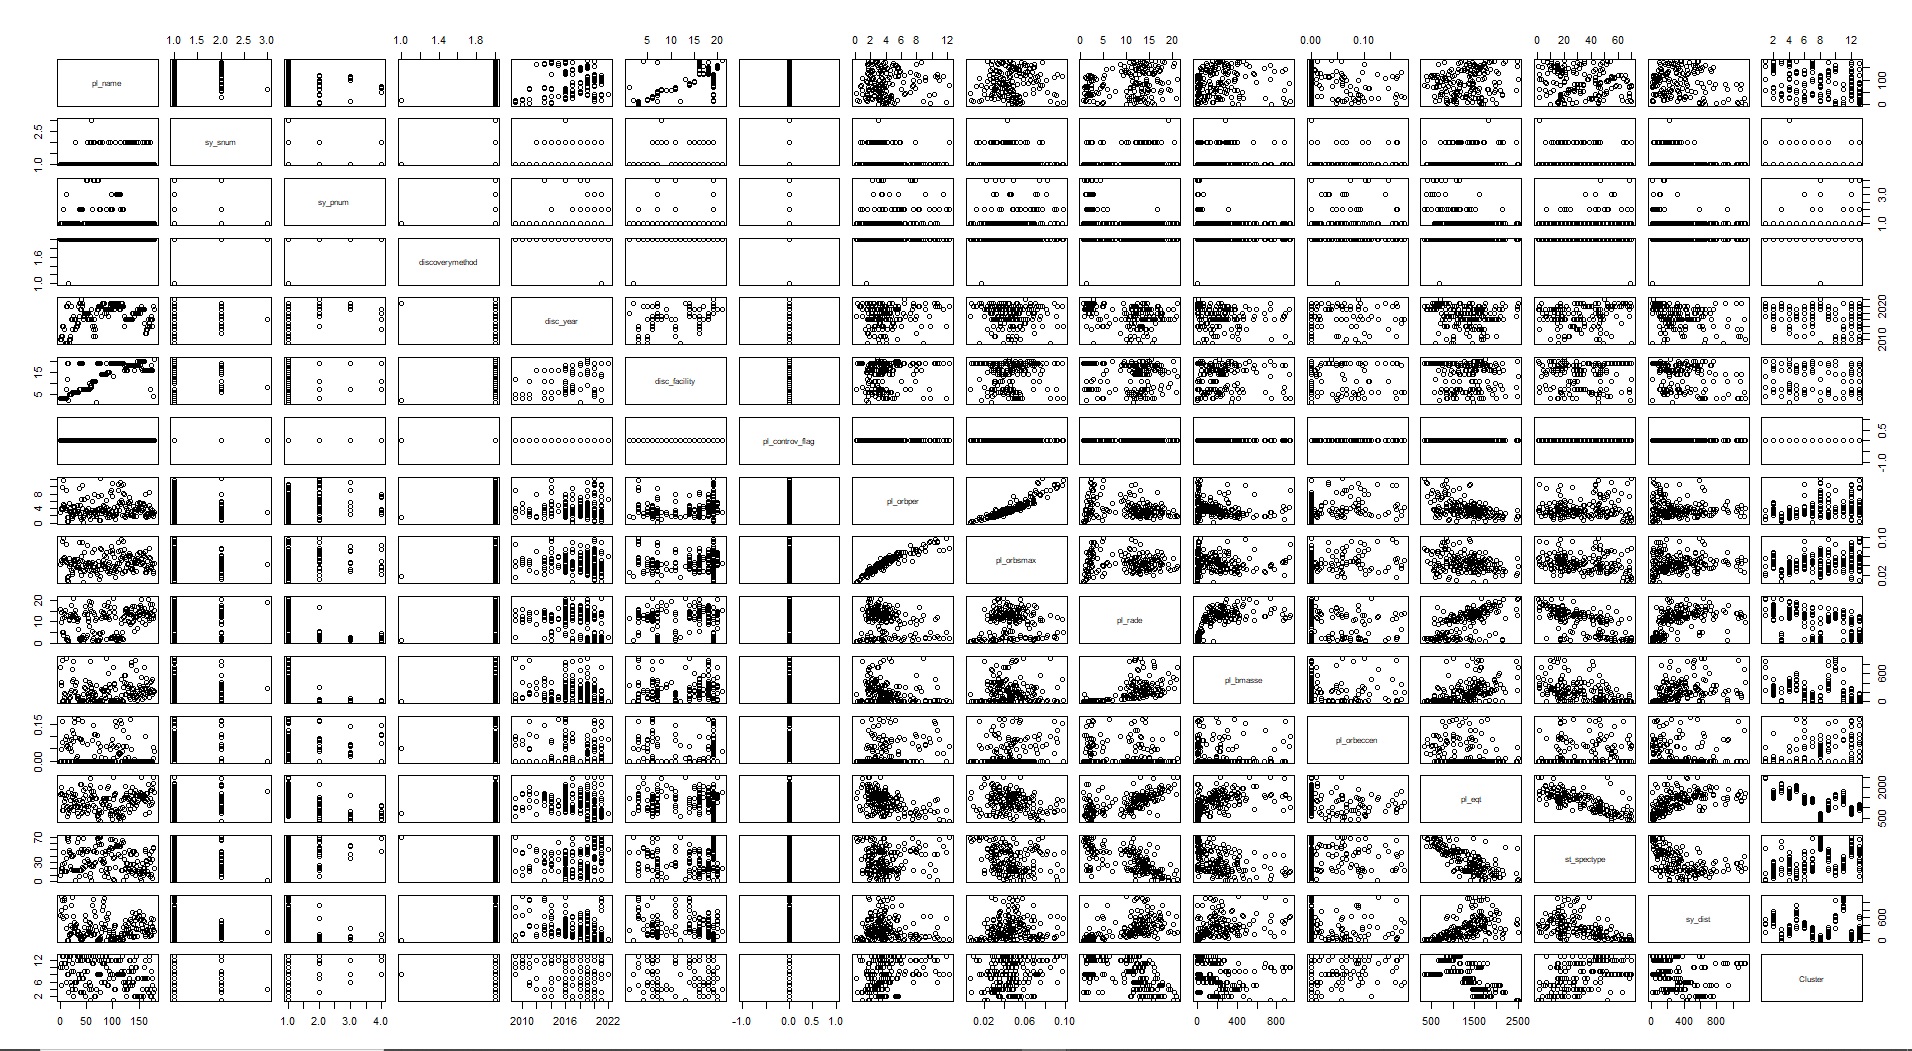 1.0 1.5 2.0 2.5 3.0 1.0 1.4 1.8 5 10 15 20 0 2 4 6 8 12 0 5 10 15 20 0.00 0.10 0 20 40 60 2 4 6 8 12
pl_name 0 100
1.0 2.5 sy_snum
sy_pnum 1.0 3.0
1.0 1.6 discoverymethod
disc_year 2010 2020
5 15 disc_facility
pl_controv_flag -1.0 0.5
0 4 8 pl_orbper
pl_orbsmax 0.02 0.10
0 10 20 pl_rade
pl_bmasse 0 600
0.00 0.15 pl_orbeccen
pl_eqt 500 2000
0 30 70 st_spectype
sy_dist 0 600
2 6 12 Cluster
0 50 100 150 1.0 2.0 3.0 4.0 2010 2016 2022 -1.0 0.0 1.0 0.02 0.06 0.10 0 400 800 500 1500 2500 0 400 800